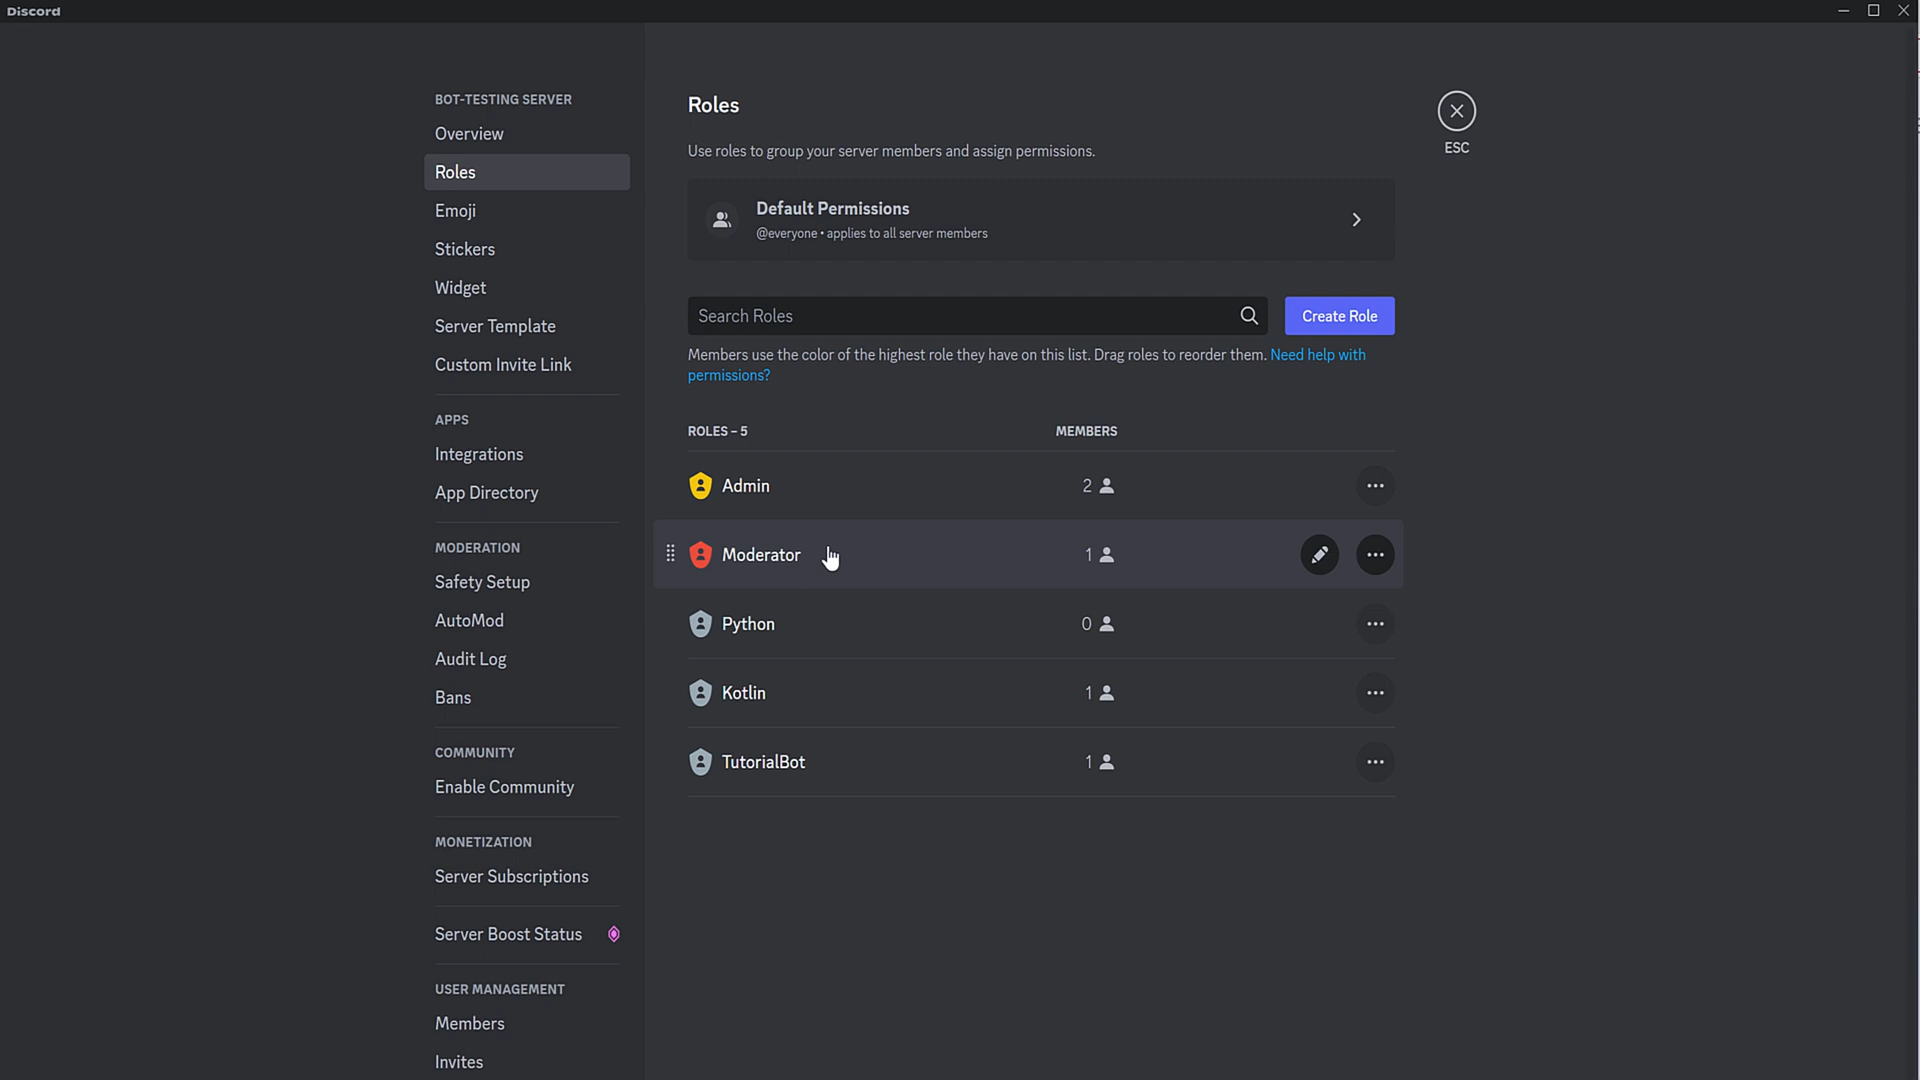 Discord
BOT-TESTING SERVER
Overview
Roles
Emoji
Stickers
Widget
Server Template
Custom Invite Link
APPS
Integrations
App Directory
MODERATION
Safety Setup
AutoMod
Audit Log
Bans
COMMUNITY
Enable Community
MONETIZATION
Server Subscriptions
Server Boost Status
USER MANAGEMENT
Members
Invites
Roles
Use roles to group your server members and assign permissions.
Default Permissions
@everyone • applies to all server members
Search Roles
Create Role
Members use the color of the highest role they have on this list. Drag roles to reorder them. Need help with
permissions?
ROLES – 5 MEMBERS
Admin 2
Moderator 1
Python 0
Kotlin 1
TutorialBot 1
ESC